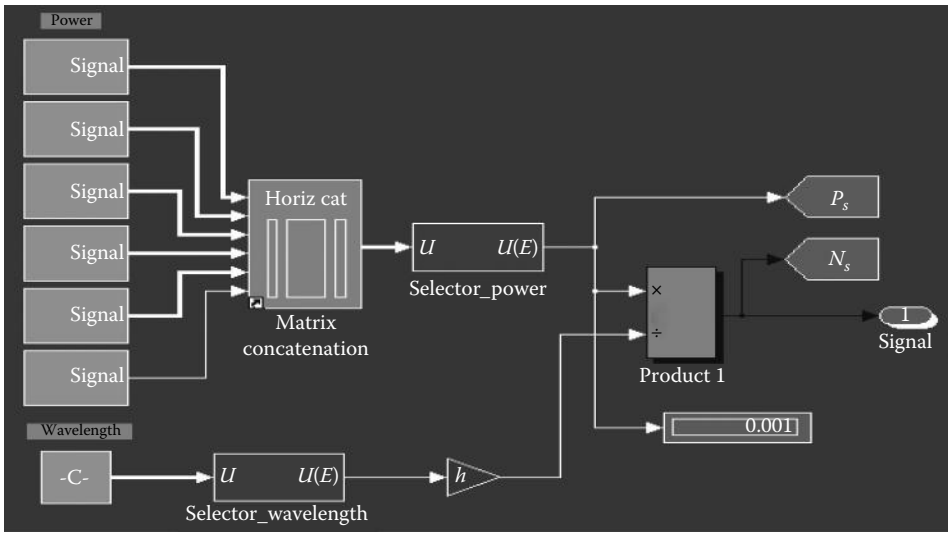 Power
Signal
Signal
Signal
Signal
Signal
Signal
Horiz cat
Matrix
concatenation
U U(E)
Selector_power
Pₛ
Nₛ
×
÷
Product 1
1
Signal
0.001
Wavelength
-C-
U U(E)
Selector_wavelength
h